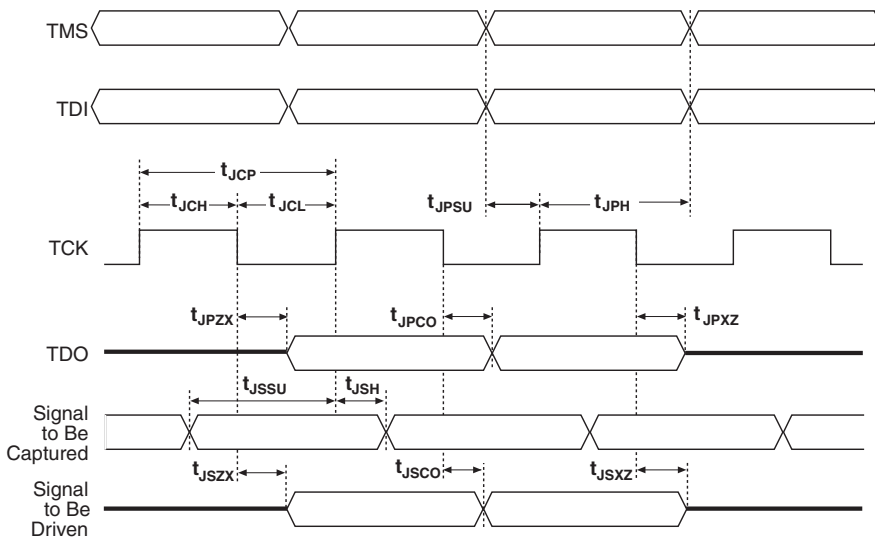 TMS
TDI
tJCP
tJCH tJCL tJPSU tJPH
TCK
tJPZX tJPCO tJPXZ
TDO
tJSSU tJSH
Signal
to Be
Captured
tJSZX tJSCO tJSXZ
Signal
to Be
Driven